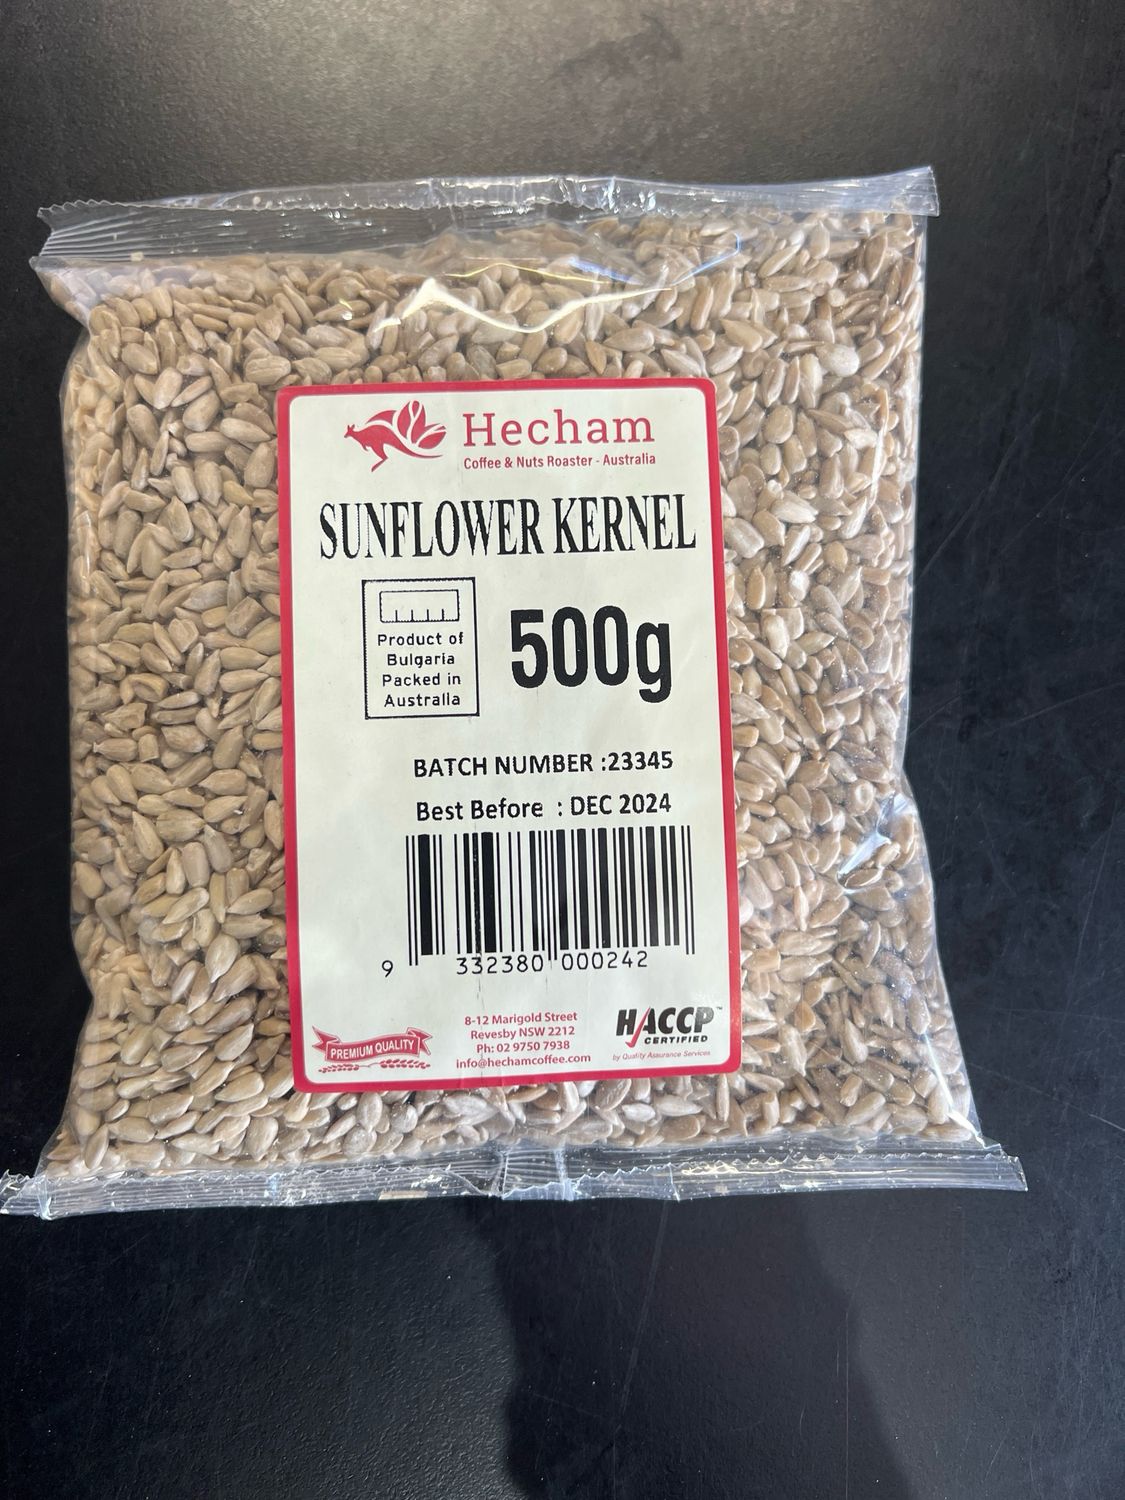 Hecham
Coffee & Nuts Roaster - Australia
SUNFLOWER KERNEL
Product of
Bulgaria
Packed in
Australia
500g
BATCH NUMBER :23345
Best Before : DEC 2024
9 332380 000242
PREMIUM QUALITY
8-12 Marigold Street
Revesby NSW 2212
Ph: 02 9750 7938
info@hechamcoffee.com
HACCP™
CERTIFIED
by Quality Assurance Services